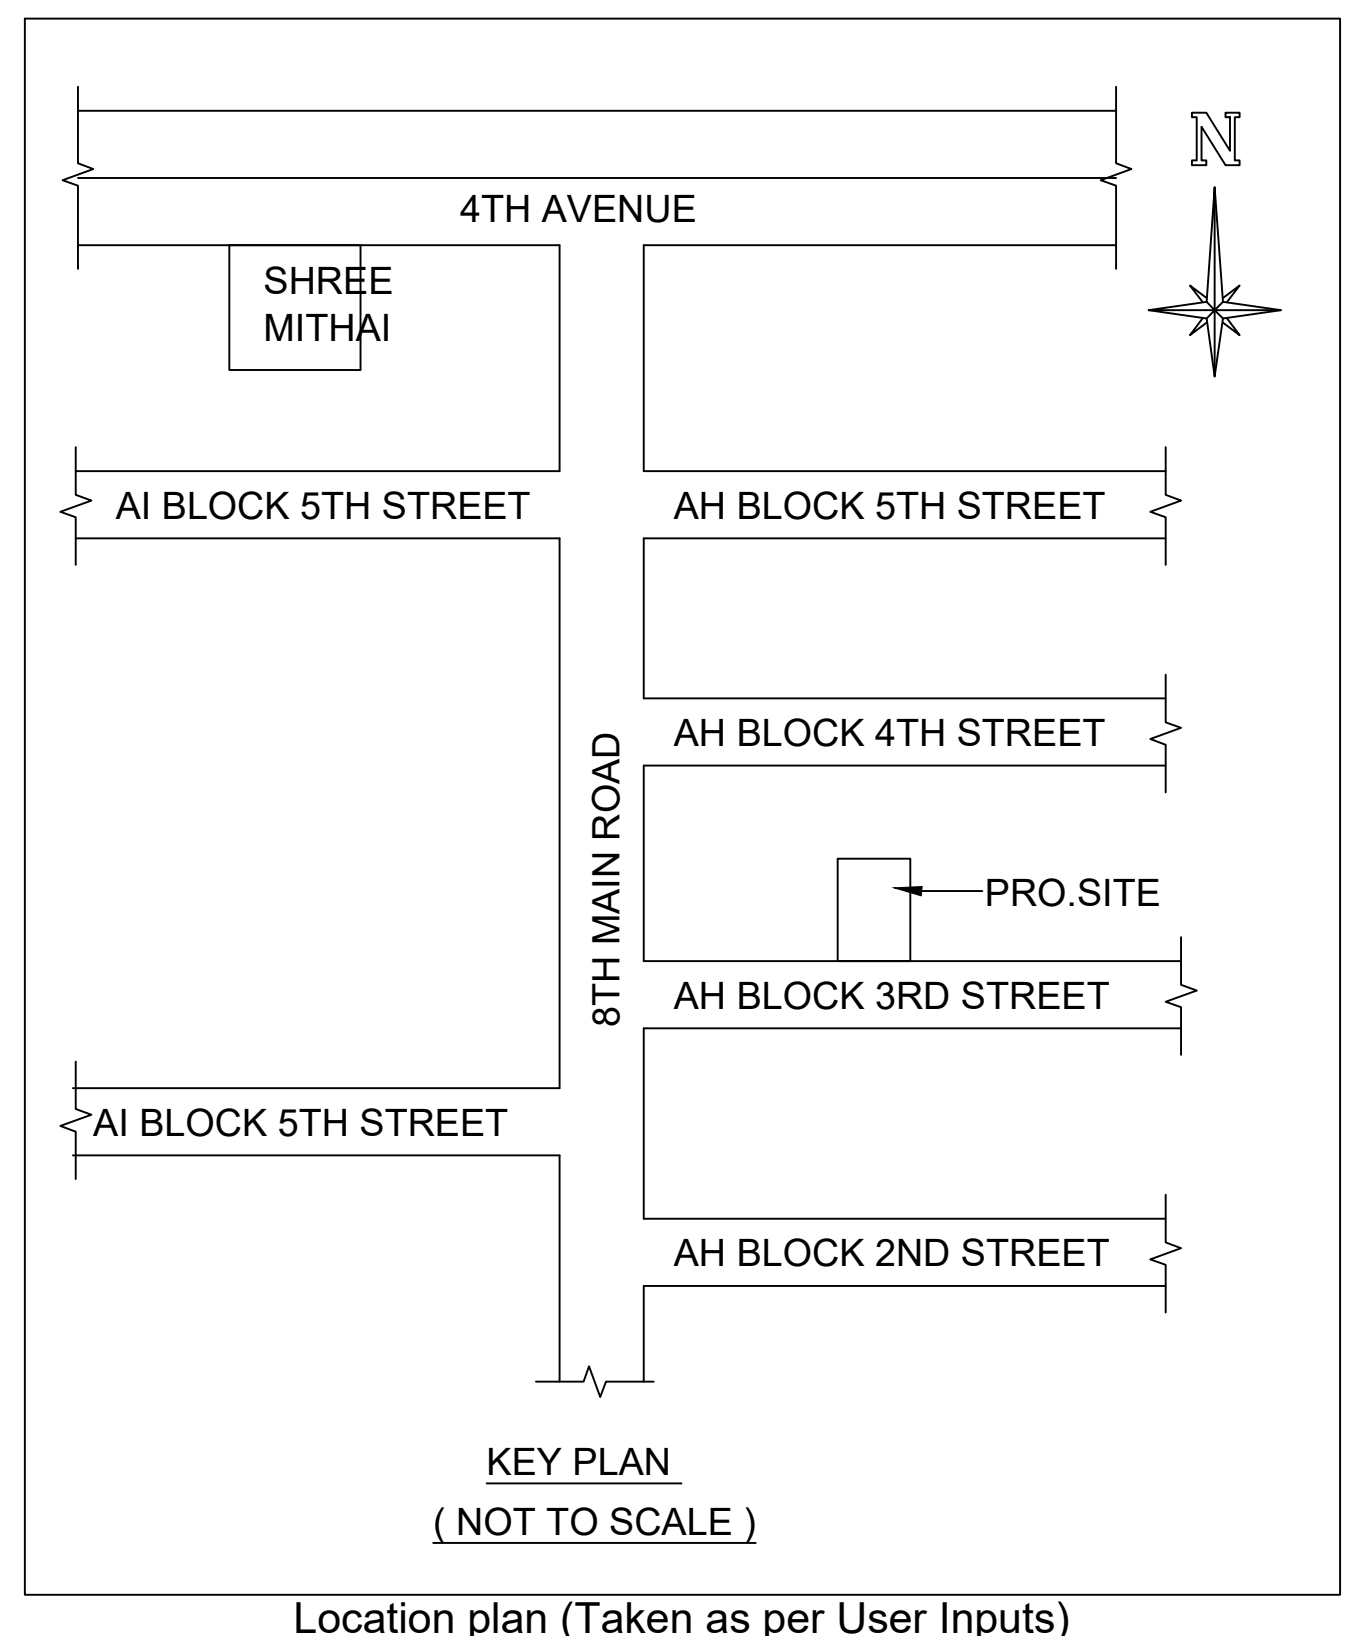 N
4TH AVENUE
SHREE
MITHAI
AI BLOCK 5TH STREET
AH BLOCK 5TH STREET
AH BLOCK 4TH STREET
8TH MAIN ROAD
PRO.SITE
AH BLOCK 3RD STREET
AI BLOCK 5TH STREET
AH BLOCK 2ND STREET
KEY PLAN
( NOT TO SCALE )
Location plan (Taken as per User Inputs)